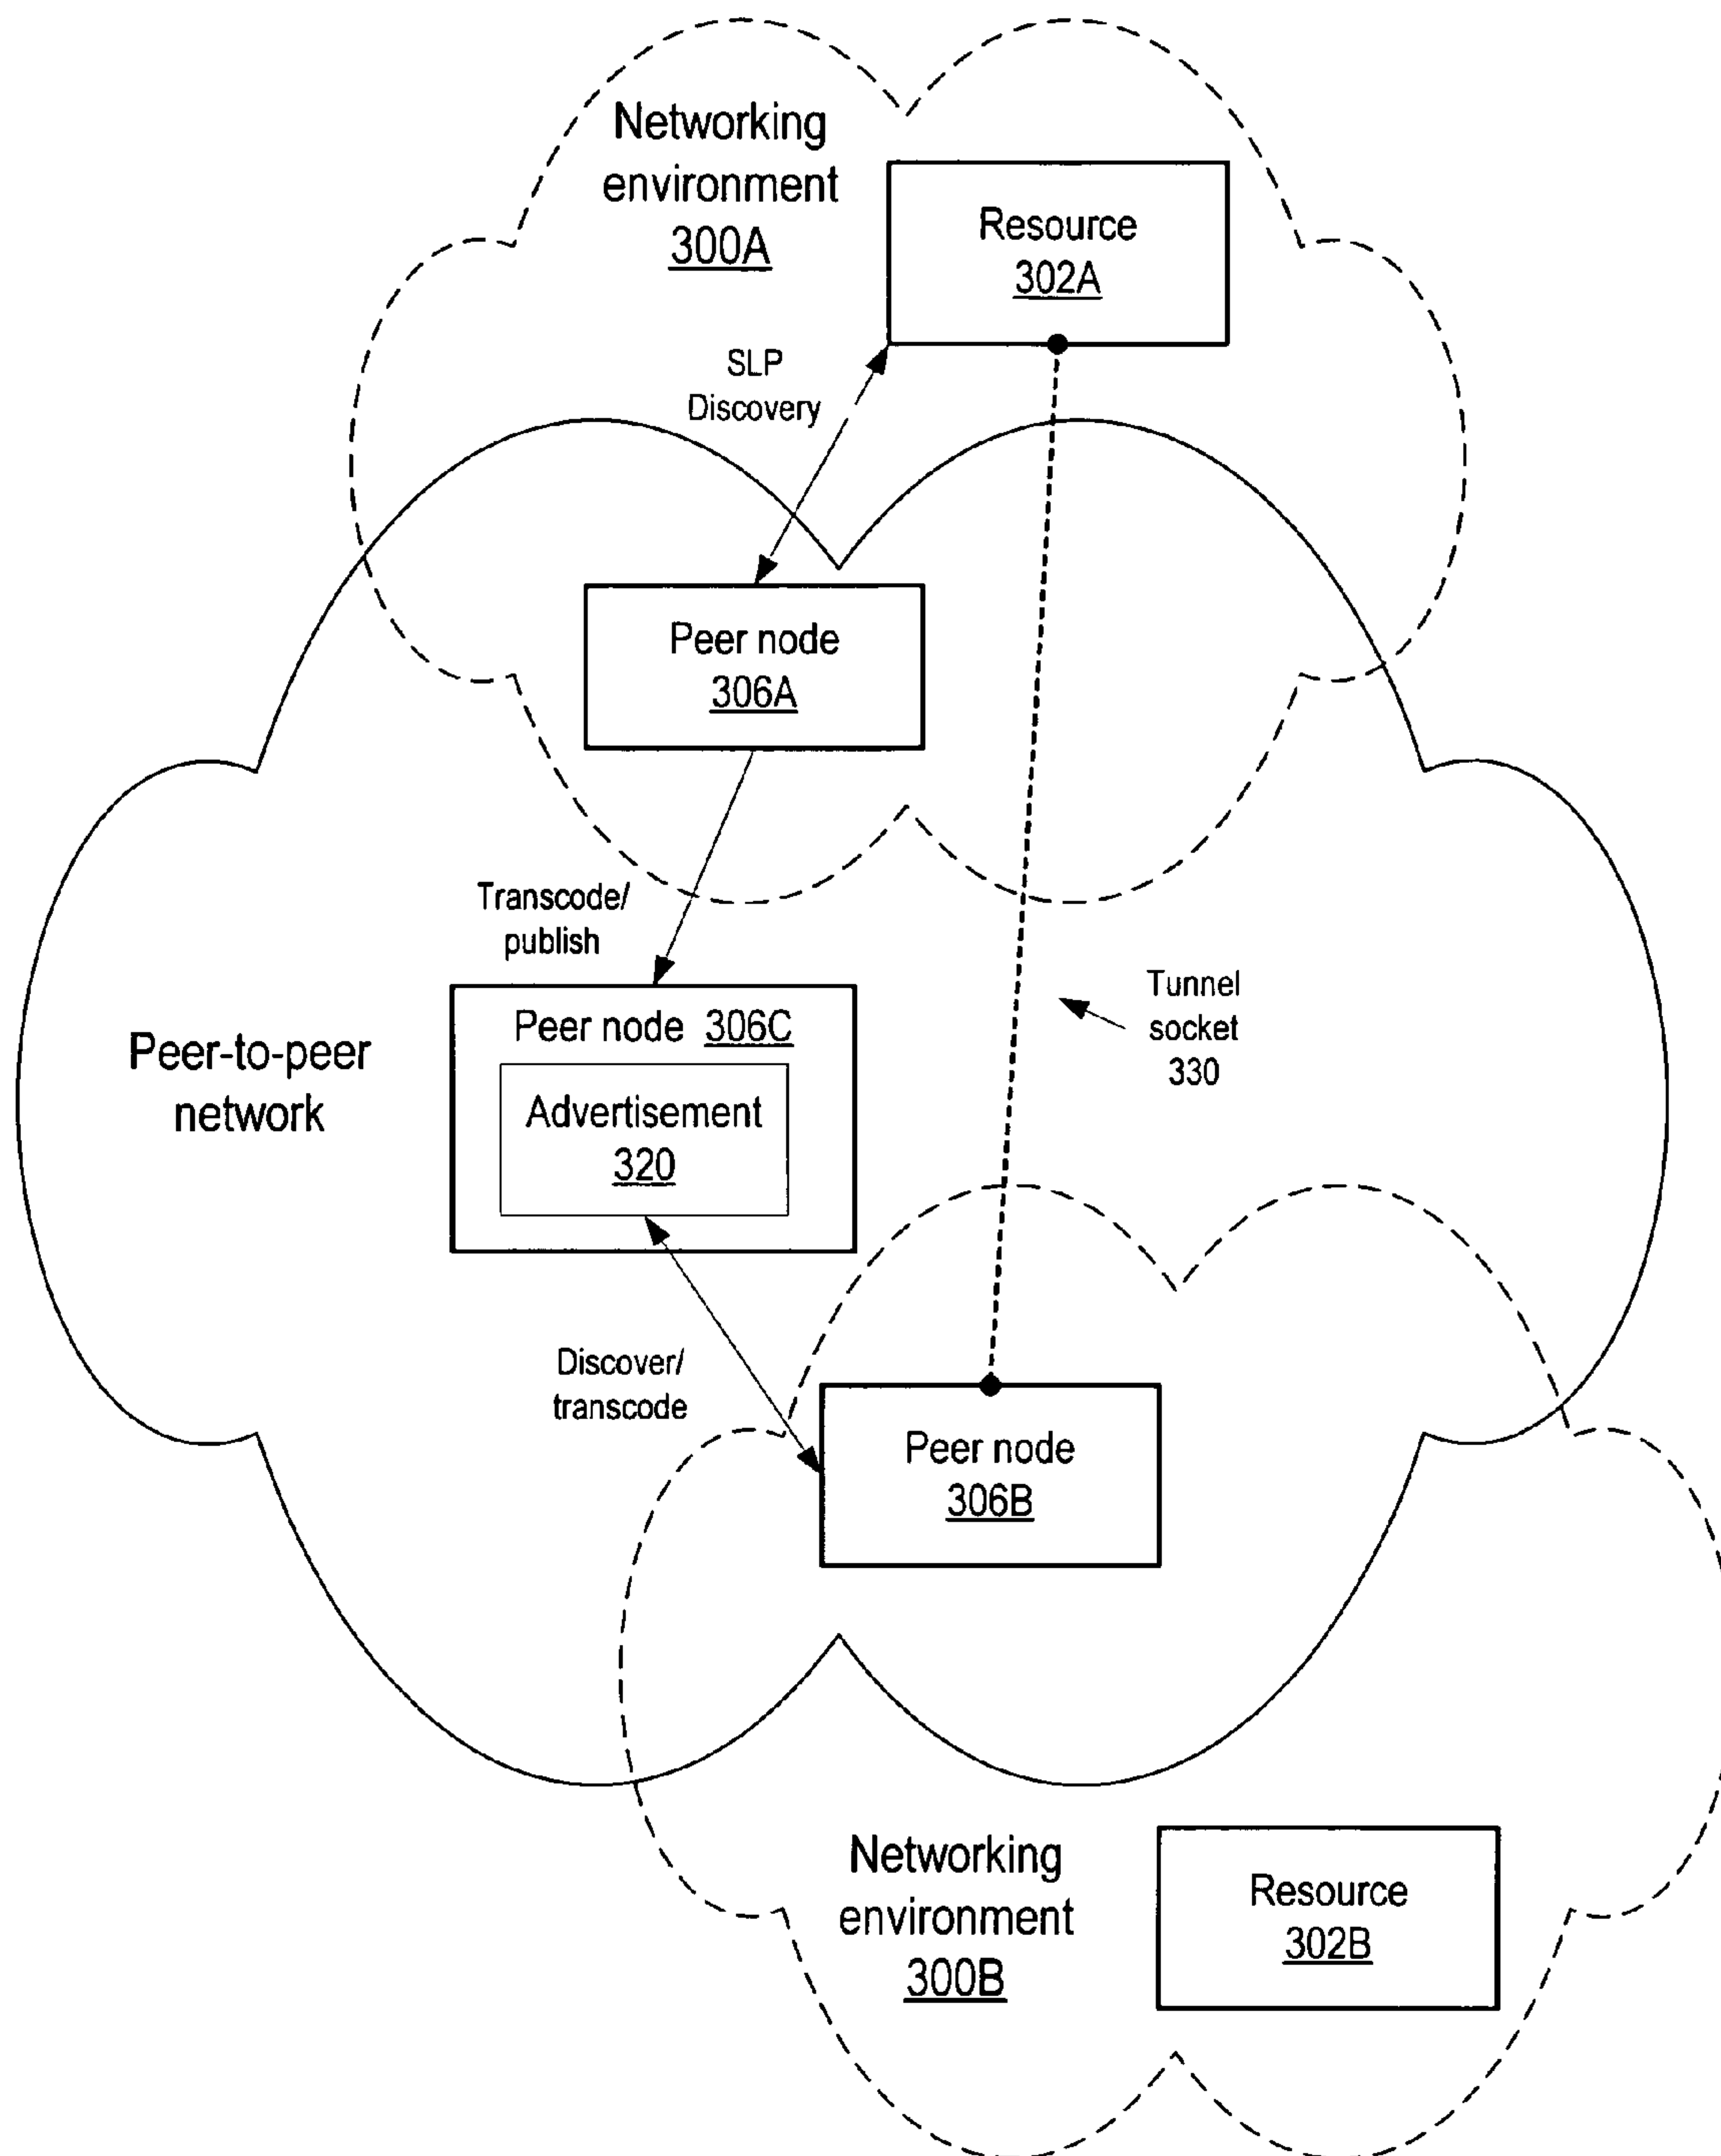 Networking
environment
300A
Resource
302A
SLP
Discovery
Peer node
306A
Transcode/
publish
Peer-to-peer
network
Peer node 306C
Advertisement
320
Tunnel
socket
330
Discover/
transcode
Peer node
306B
Networking
environment
300B
Resource
302B